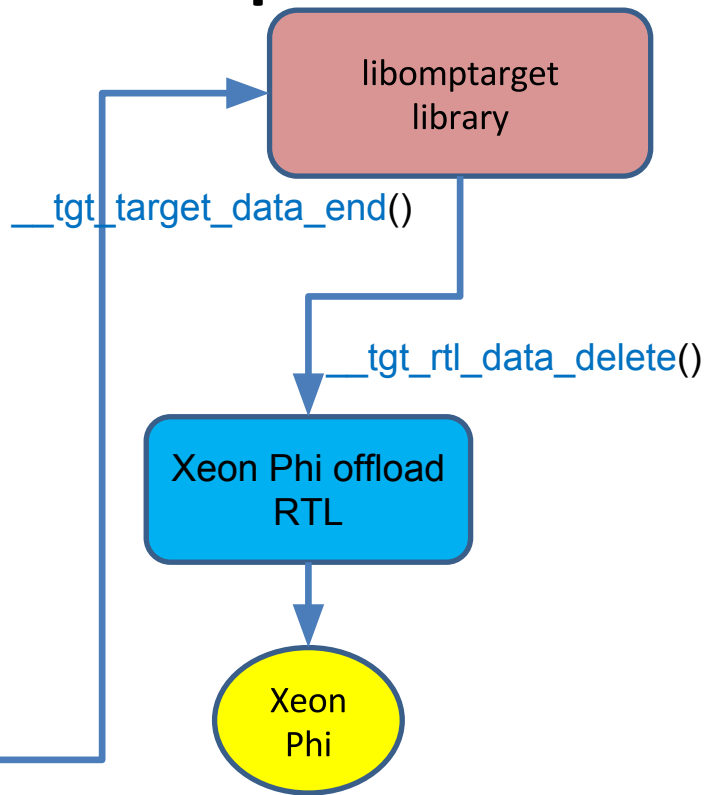 libomptarget
library
__tgt_target_data_end()
__tgt_rtl_data_delete()
Xeon Phi offload
RTL
Xeon
Phi